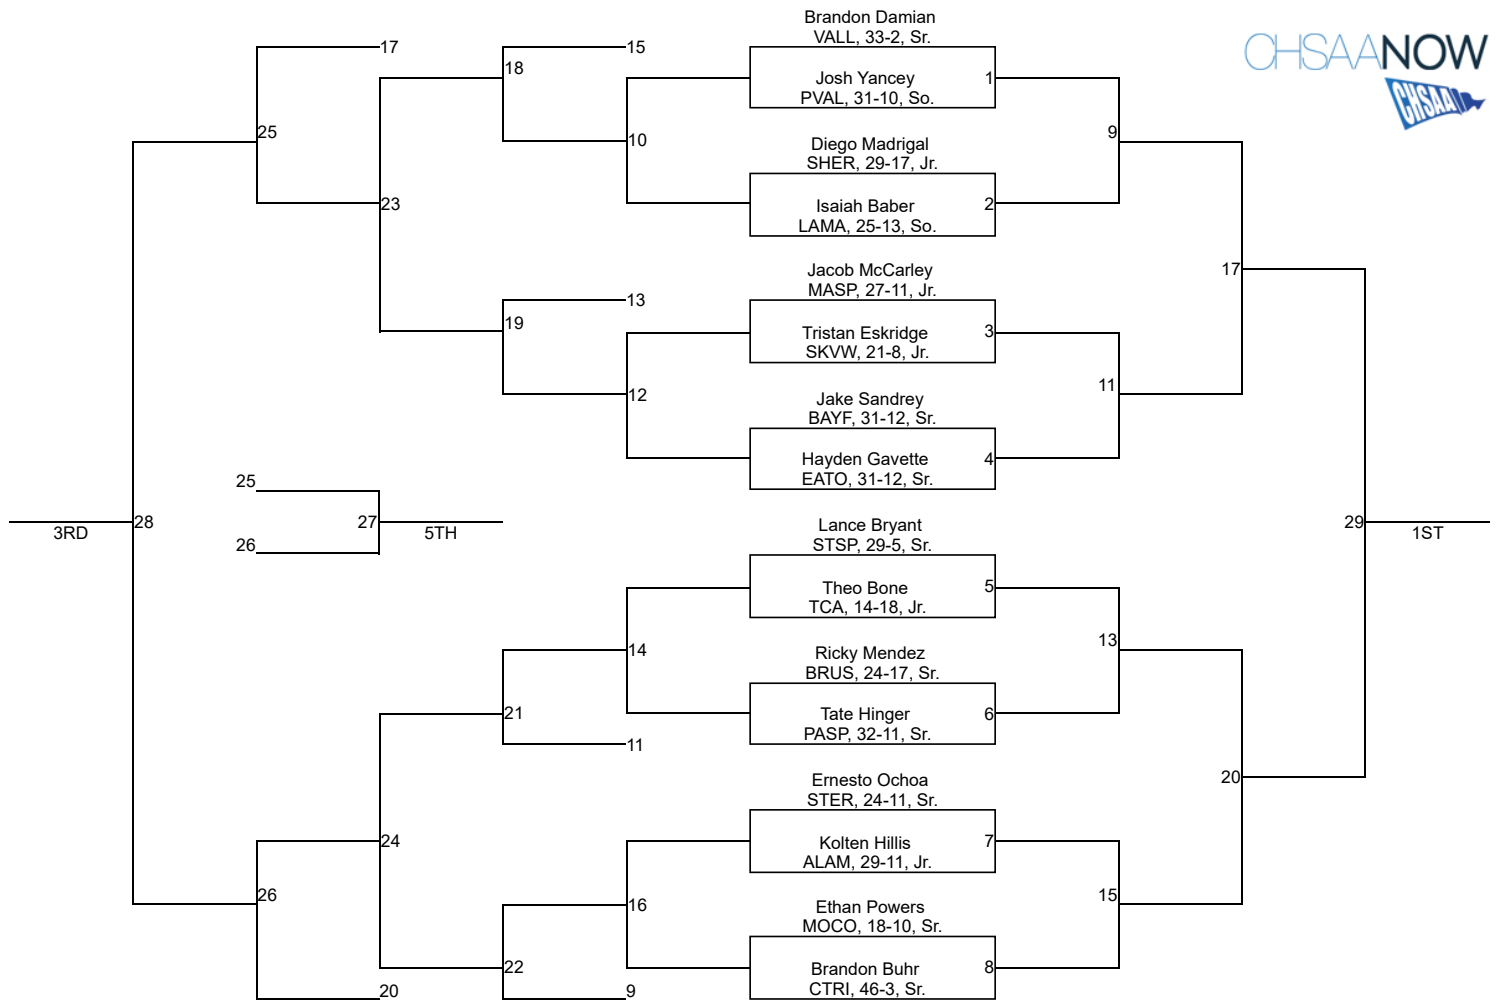 Brandon Damian
VALL, 33-2, Sr.
CHSAANOW
CHSAA
17
15
18
Josh Yancey
PVAL, 31-10, So.
1
25
10
9
Diego Madrigal
SHER, 29-17, Jr.
23
Isaiah Baber
LAMA, 25-13, So.
2
Jacob McCarley
MASP, 27-11, Jr.
17
13
19
Tristan Eskridge
SKVW, 21-8, Jr.
3
12
11
Jake Sandrey
BAYF, 31-12, Sr.
Hayden Gavette
EATO, 31-12, Sr.
4
25
3RD
28
27
5TH
26
29
1ST
Lance Bryant
STSP, 29-5, Sr.
Theo Bone
TCA, 14-18, Jr.
5
14
13
Ricky Mendez
BRUS, 24-17, Sr.
21
Tate Hinger
PASP, 32-11, Sr.
6
11
Ernesto Ochoa
STER, 24-11, Sr.
20
24
Kolten Hillis
ALAM, 29-11, Jr.
7
26
16
15
Ethan Powers
MOCO, 18-10, Sr.
22
Brandon Buhr
CTRI, 46-3, Sr.
8
20
9